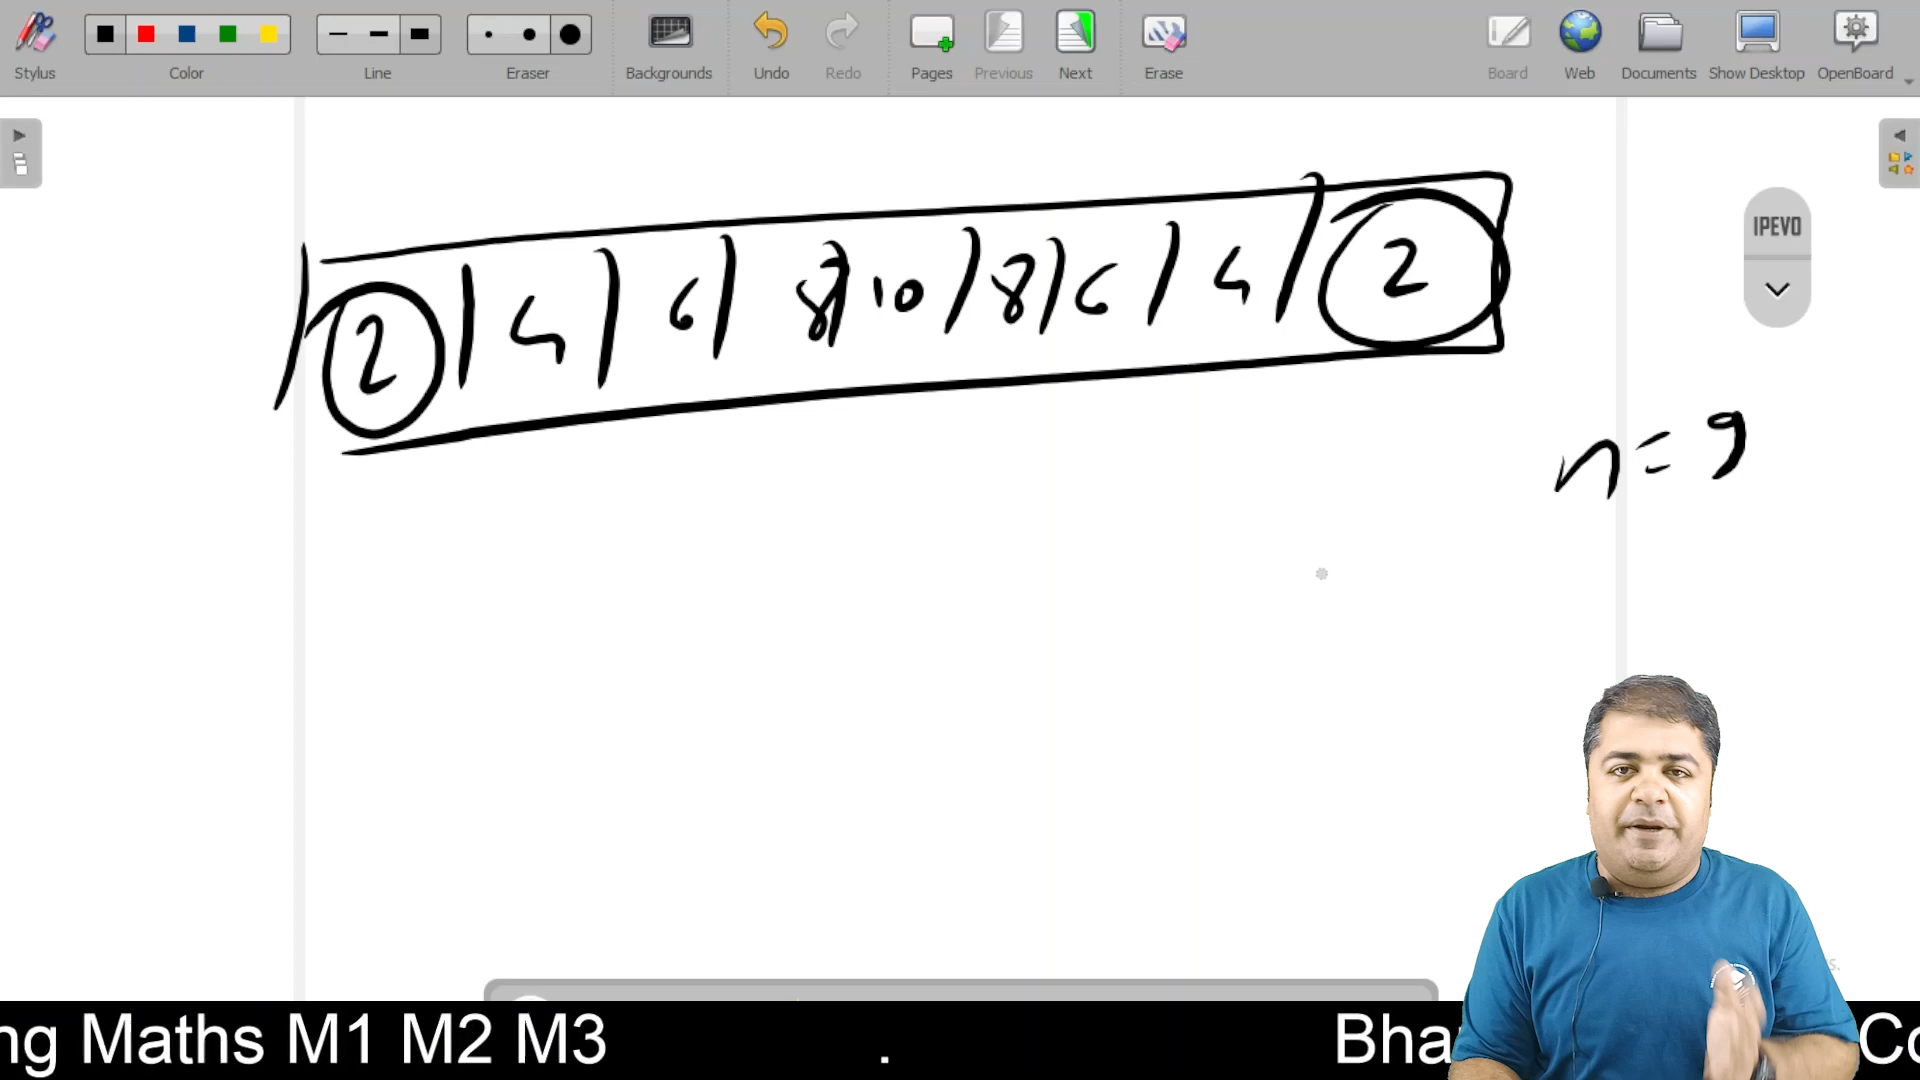 Stylus Color Line Eraser Backgrounds Undo Redo Pages Previous Next Erase Board Web Documents Show Desktop OpenBoard
IPEVO
2 | 4 | 6 | 8 | 10 | 8 | 6 | 4 | 2
n = 9
s.
ng Maths M1 M2 M3 . Bha Co